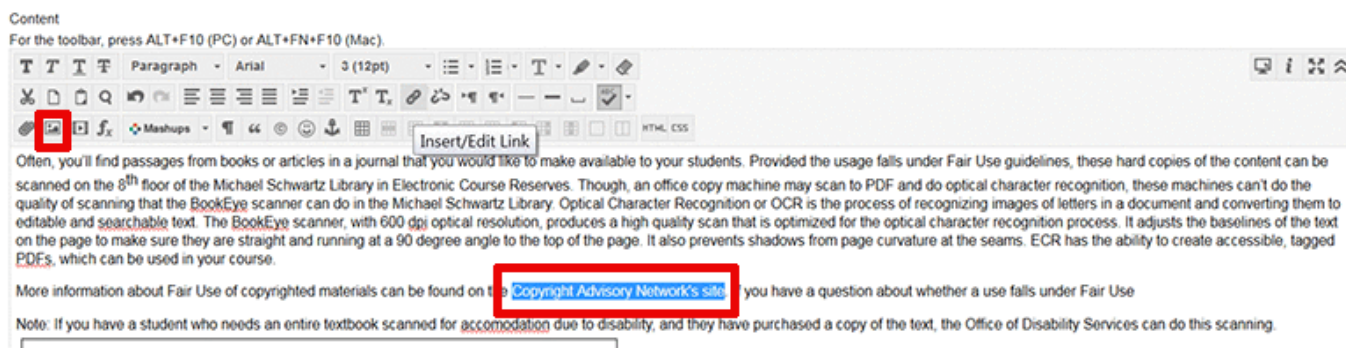 Content
For the toolbar, press ALT+F10 (PC) or ALT+FN+F10 (Mac).
T T T T Paragraph Arial 3 (12pt) T
Tˣ Tₓ ABC
fx Mashups HTML CSS
Insert/Edit Link
Often, you'll find passages from books or articles in a journal that you would like to make available to your students. Provided the usage falls under Fair Use guidelines, these hard copies of the content can be
scanned on the 8th floor of the Michael Schwartz Library in Electronic Course Reserves. Though, an office copy machine may scan to PDF and do optical character recognition, these machines can't do the
quality of scanning that the BookEye scanner can do in the Michael Schwartz Library. Optical Character Recognition or OCR is the process of recognizing images of letters in a document and converting them to
editable and searchable text. The BookEye scanner, with 600 dpi optical resolution, produces a high quality scan that is optimized for the optical character recognition process. It adjusts the baselines of the text
on the page to make sure they are straight and running at a 90 degree angle to the top of the page. It also prevents shadows from page curvature at the seams. ECR has the ability to create accessible, tagged
PDFs, which can be used in your course.
More information about Fair Use of copyrighted materials can be found on the Copyright Advisory Network's site. If you have a question about whether a use falls under Fair Use
Note: If you have a student who needs an entire textbook scanned for accomodation due to disability, and they have purchased a copy of the text, the Office of Disability Services can do this scanning.